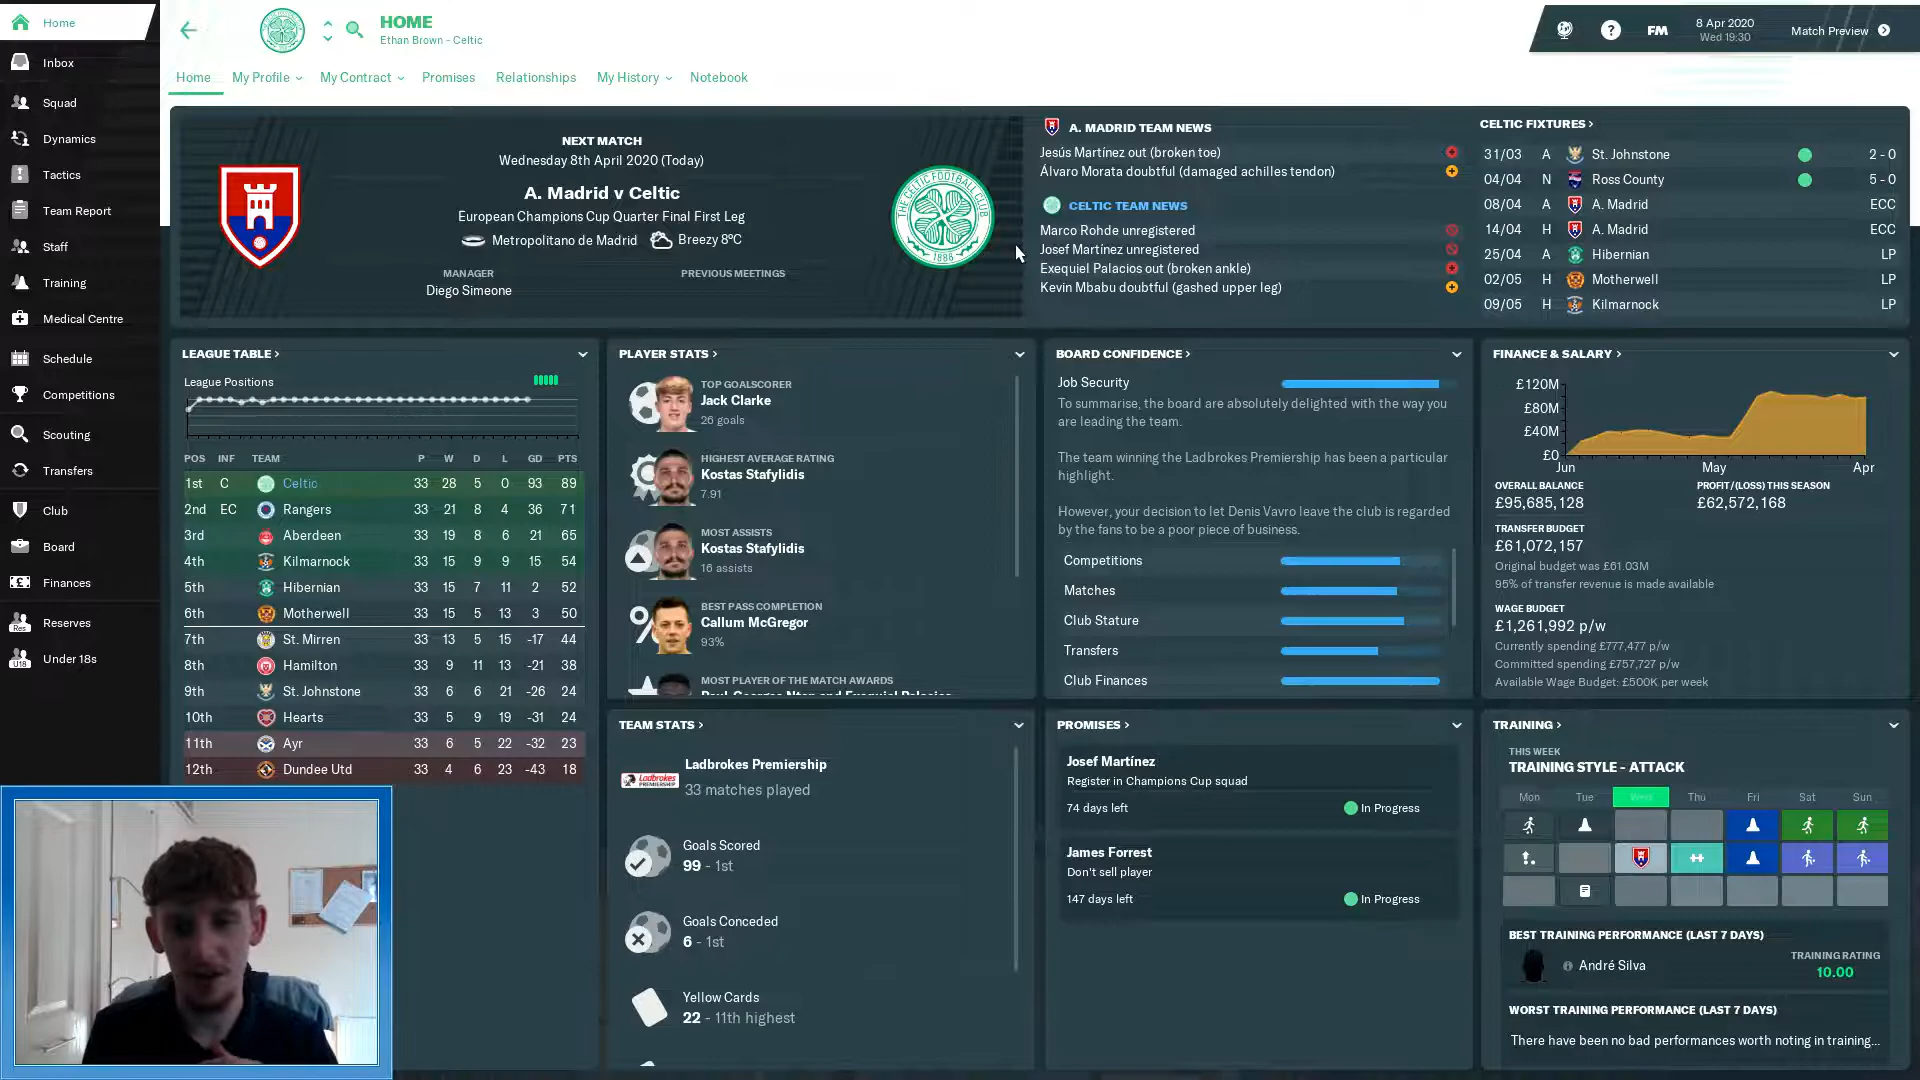 Home
Inbox
Squad
Dynamics
Tactics
Team Report
Staff
Training
Medical Centre
Schedule
Competitions
Scouting
Transfers
Club
Board
Finances
Reserves
Under 18s
HOME
Ethan Brown - Celtic
8 Apr 2020
Wed 19:30
FM
Match Preview
Home My Profile My Contract Promises Relationships My History Notebook
NEXT MATCH
Wednesday 8th April 2020 (Today)
A. Madrid v Celtic
European Champions Cup Quarter Final First Leg
Metropolitano de Madrid Breezy 8ºC
MANAGER
Diego Simeone
PREVIOUS MEETINGS
THE CELTIC FOOTBALL CLUB
1888
A. MADRID TEAM NEWS
Jesús Martínez out (broken toe)
Álvaro Morata doubtful (damaged achilles tendon)
CELTIC TEAM NEWS
Marco Rohde unregistered
Josef Martínez unregistered
Exequiel Palacios out (broken ankle)
Kevin Mbabu doubtful (gashed upper leg)
CELTIC FIXTURES >
31/03 A St. Johnstone 2 - 0
04/04 N Ross County 5 - 0
08/04 A A. Madrid ECC
14/04 H A. Madrid ECC
25/04 A Hibernian LP
02/05 H Motherwell LP
09/05 H Kilmarnock LP
LEAGUE TABLE >
League Positions
POS INF TEAM P W D L GD PTS
1st C Celtic 33 28 5 0 93 89
2nd EC Rangers 33 21 8 4 36 71
3rd Aberdeen 33 19 8 6 21 65
4th Kilmarnock 33 15 9 9 15 54
5th Hibernian 33 15 7 11 2 52
6th Motherwell 33 15 5 13 3 50
7th St. Mirren 33 13 5 15 -17 44
8th Hamilton 33 9 11 13 -21 38
9th St. Johnstone 33 6 6 21 -26 24
10th Hearts 33 5 9 19 -31 24
11th Ayr 33 6 5 22 -32 23
12th Dundee Utd 33 4 6 23 -43 18
PLAYER STATS >
TOP GOALSCORER
Jack Clarke
26 goals
HIGHEST AVERAGE RATING
Kostas Stafylidis
7.91
MOST ASSISTS
Kostas Stafylidis
16 assists
BEST PASS COMPLETION
Callum McGregor
93%
MOST PLAYER OF THE MATCH AWARDS
TEAM STATS >
Ladbrokes Premiership
33 matches played
Goals Scored
99 - 1st
Goals Conceded
6 - 1st
Yellow Cards
22 - 11th highest
BOARD CONFIDENCE >
Job Security
To summarise, the board are absolutely delighted with the way you
are leading the team.
The team winning the Ladbrokes Premiership has been a particular
highlight.
However, your decision to let Denis Vavro leave the club is regarded
by the fans to be a poor piece of business.
Competitions
Matches
Club Stature
Transfers
Club Finances
PROMISES >
Josef Martínez
Register in Champions Cup squad
74 days left In Progress
James Forrest
Don't sell player
147 days left In Progress
FINANCE & SALARY >
£120M
£80M
£40M
£0
Jun May Apr
OVERALL BALANCE PROFIT/(LOSS) THIS SEASON
£95,685,128 £62,572,168
TRANSFER BUDGET
£61,072,157
Original budget was £61.03M
95% of transfer revenue is made available
WAGE BUDGET
£1,261,992 p/w
Currently spending £777,477 p/w
Committed spending £757,727 p/w
Available Wage Budget: £500K per week
TRAINING >
THIS WEEK
TRAINING STYLE - ATTACK
Mon Tue Wed Thu Fri Sat Sun
BEST TRAINING PERFORMANCE (LAST 7 DAYS)
André Silva
TRAINING RATING
10.00
WORST TRAINING PERFORMANCE (LAST 7 DAYS)
There have been no bad performances worth noting in training...